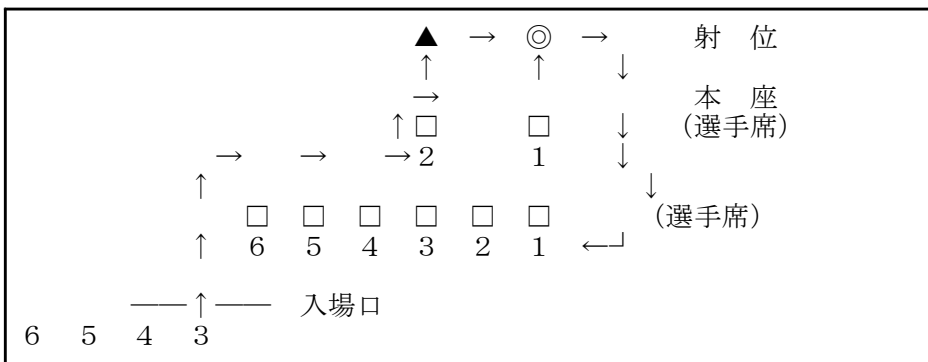 ▲ → ◎ → 射 位
↑ ↑ ↓
→ 本 座
↑ □ □ ↓ (選手席)
→ → → 2 1 ↓
↑ ↓
□ □ □ □ □ □ (選手席)
↑ 6 5 4 3 2 1 ←┘
――↑―― 入場口
6 5 4 3